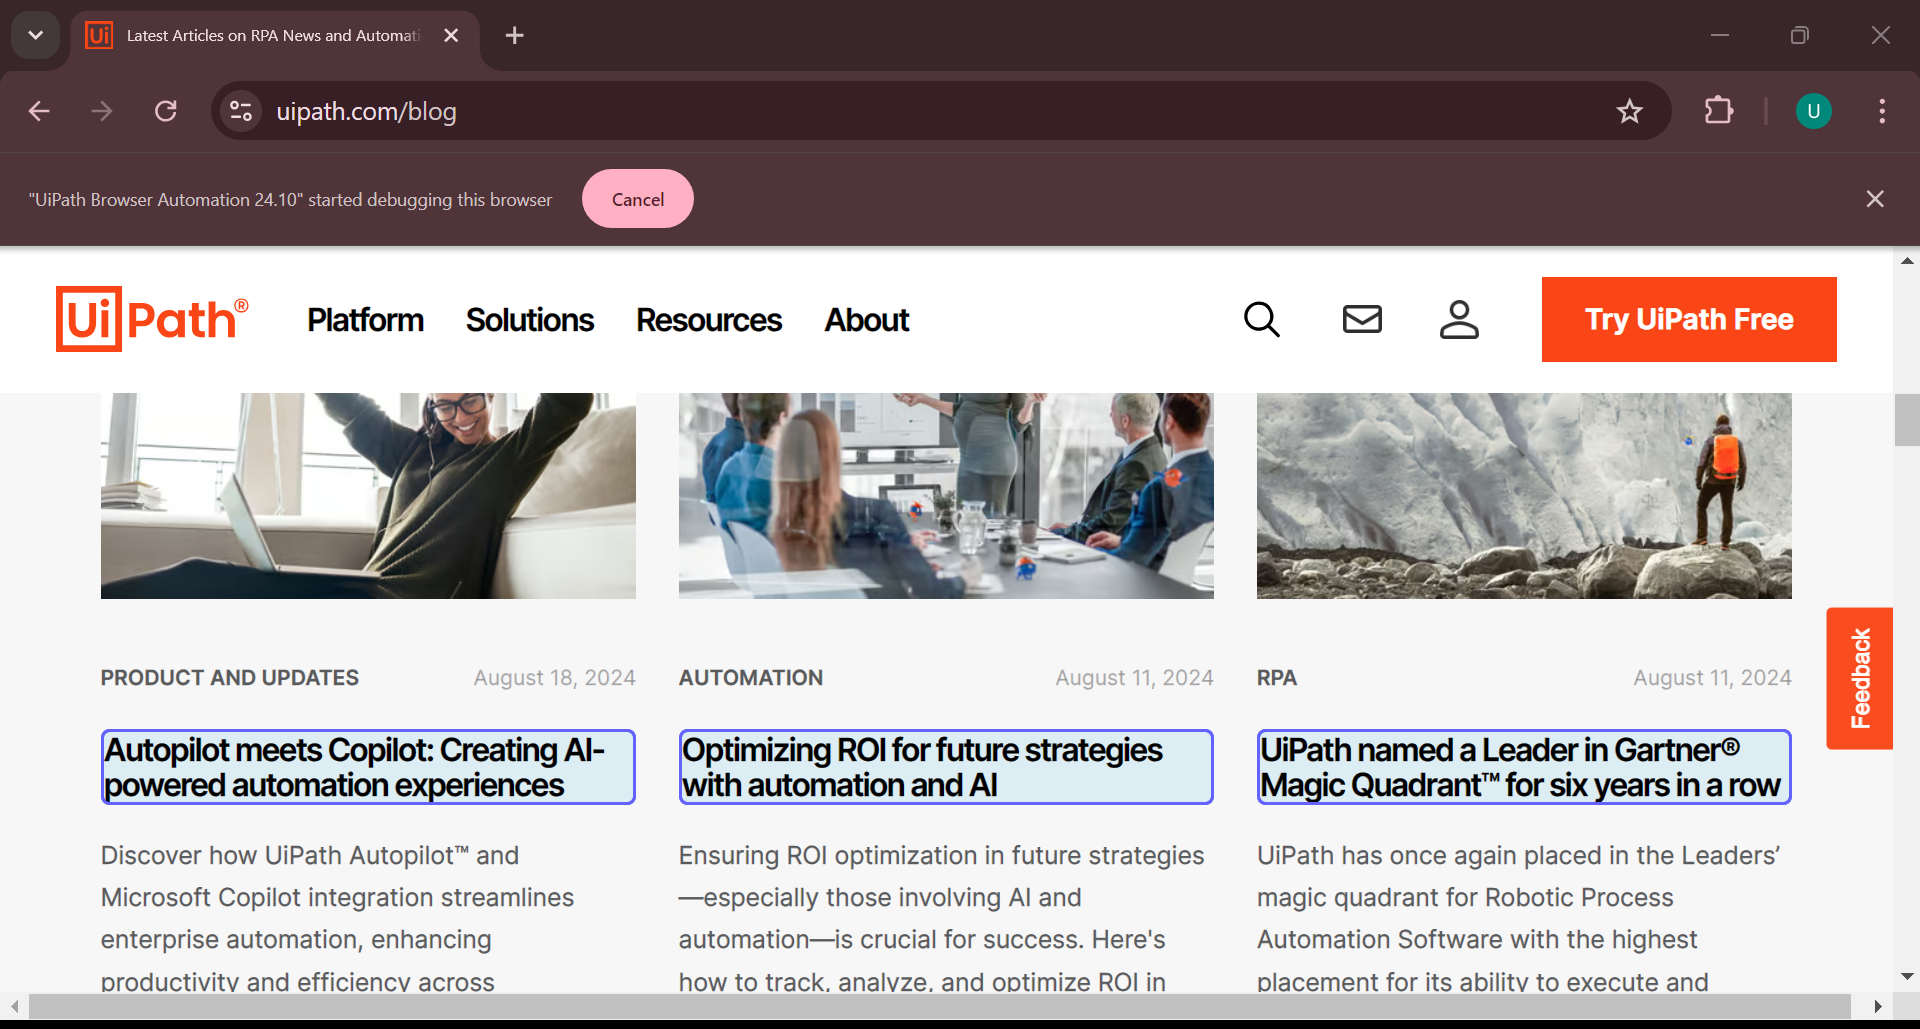 Latest Articles on RPA News and Automati
uipath.com/blog
U
"UiPath Browser Automation 24.10" started debugging this browser
Cancel
UiPath®
Platform
Solutions
Resources
About
Try UiPath Free
Feedback
PRODUCT AND UPDATES
August 18, 2024
Autopilot meets Copilot: Creating AI-
powered automation experiences
Discover how UiPath Autopilot™ and
Microsoft Copilot integration streamlines
enterprise automation, enhancing
productivity and efficiency across
AUTOMATION
August 11, 2024
Optimizing ROI for future strategies
with automation and AI
Ensuring ROI optimization in future strategies
—especially those involving AI and
automation—is crucial for success. Here's
how to track, analyze, and optimize ROI in
RPA
August 11, 2024
UiPath named a Leader in Gartner®
Magic Quadrant™ for six years in a row
UiPath has once again placed in the Leaders’
magic quadrant for Robotic Process
Automation Software with the highest
placement for its ability to execute and